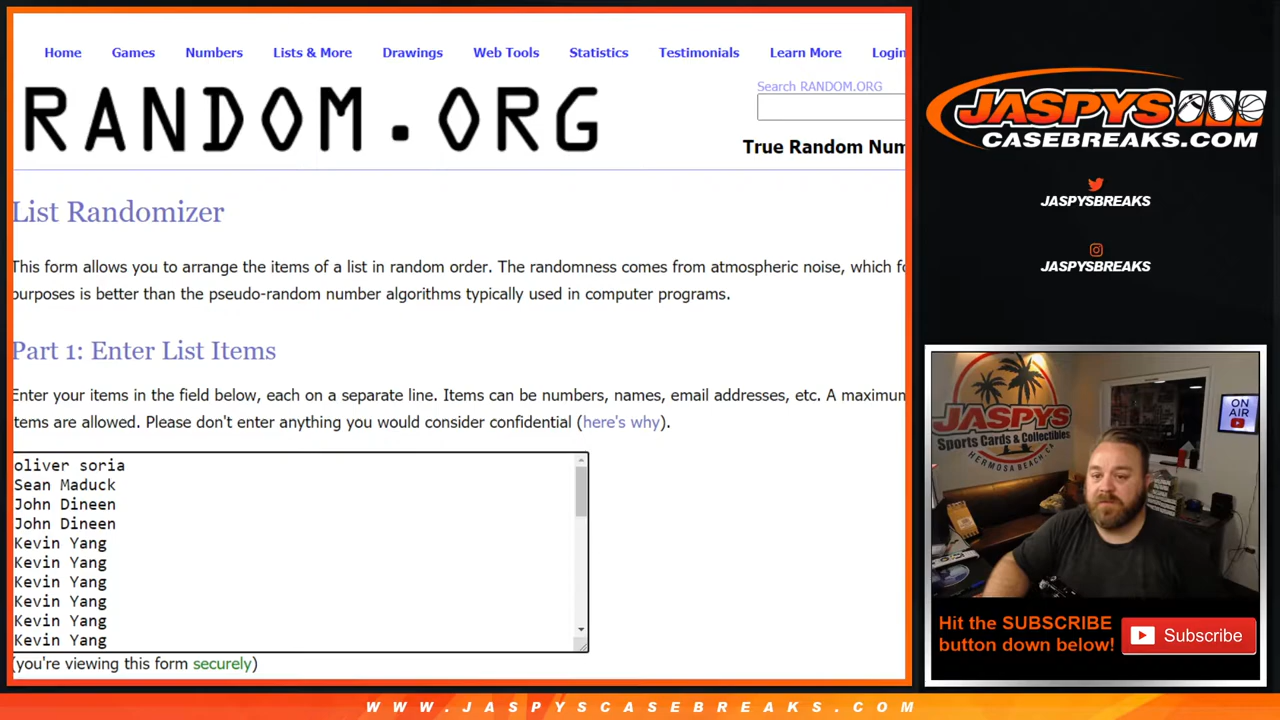 Home Games Numbers Lists & More Drawings Web Tools Statistics Testimonials Learn More Login
RANDOM.ORG
Search RANDOM.ORG
True Random Num
List Randomizer
This form allows you to arrange the items of a list in random order. The randomness comes from atmospheric noise, which fo
purposes is better than the pseudo-random number algorithms typically used in computer programs.
Part 1: Enter List Items
Enter your items in the field below, each on a separate line. Items can be numbers, names, email addresses, etc. A maximum
items are allowed. Please don't enter anything you would consider confidential (here's why).
oliver soria
Sean Maduck
John Dineen
John Dineen
Kevin Yang
Kevin Yang
Kevin Yang
Kevin Yang
Kevin Yang
Kevin Yang
(you're viewing this form securely)
JASPYS
CASEBREAKS.COM
JASPYSBREAKS
JASPYSBREAKS
JASPYS
Sports Cards & Collectibles
HERMOSA BEACH, CA
ON
AIR
Hit the SUBSCRIBE
button down below!
Subscribe
WWW.JASPYSCASEBREAKS.COM